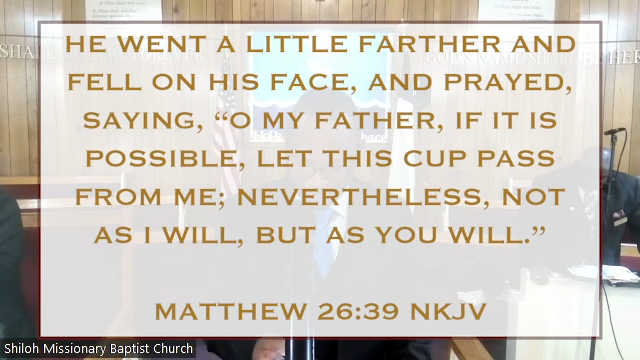 HE WENT A LITTLE FARTHER AND
FELL ON HIS FACE, AND PRAYED,
SAYING, “O MY FATHER, IF IT IS
POSSIBLE, LET THIS CUP PASS
FROM ME; NEVERTHELESS, NOT
AS I WILL, BUT AS YOU WILL.”
MATTHEW 26:39 NKJV
Shiloh Missionary Baptist Church